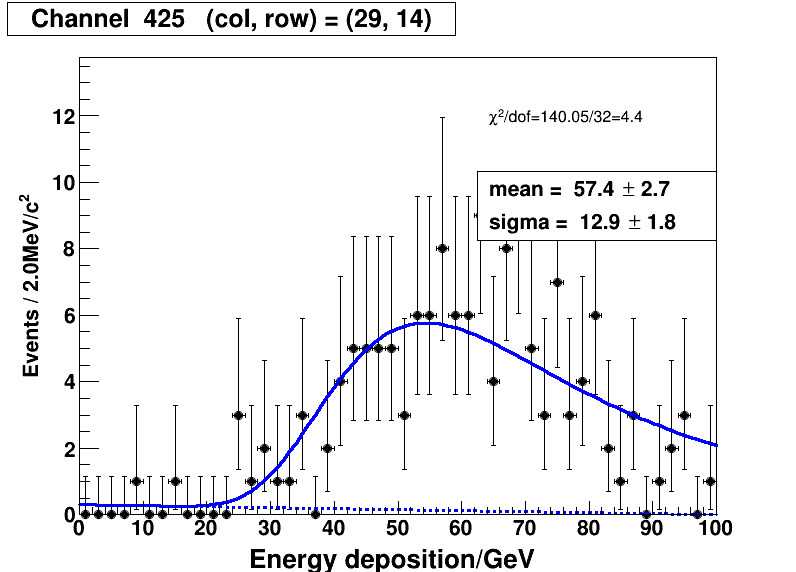 Channel 425 (col, row) = (29, 14)
χ²/dof=140.05/32=4.4
mean = 57.4 ± 2.7
sigma = 12.9 ± 1.8
Events / 2.0MeV/c²
12
10
8
6
4
2
0
0 10 20 30 40 50 60 70 80 90 100
Energy deposition/GeV